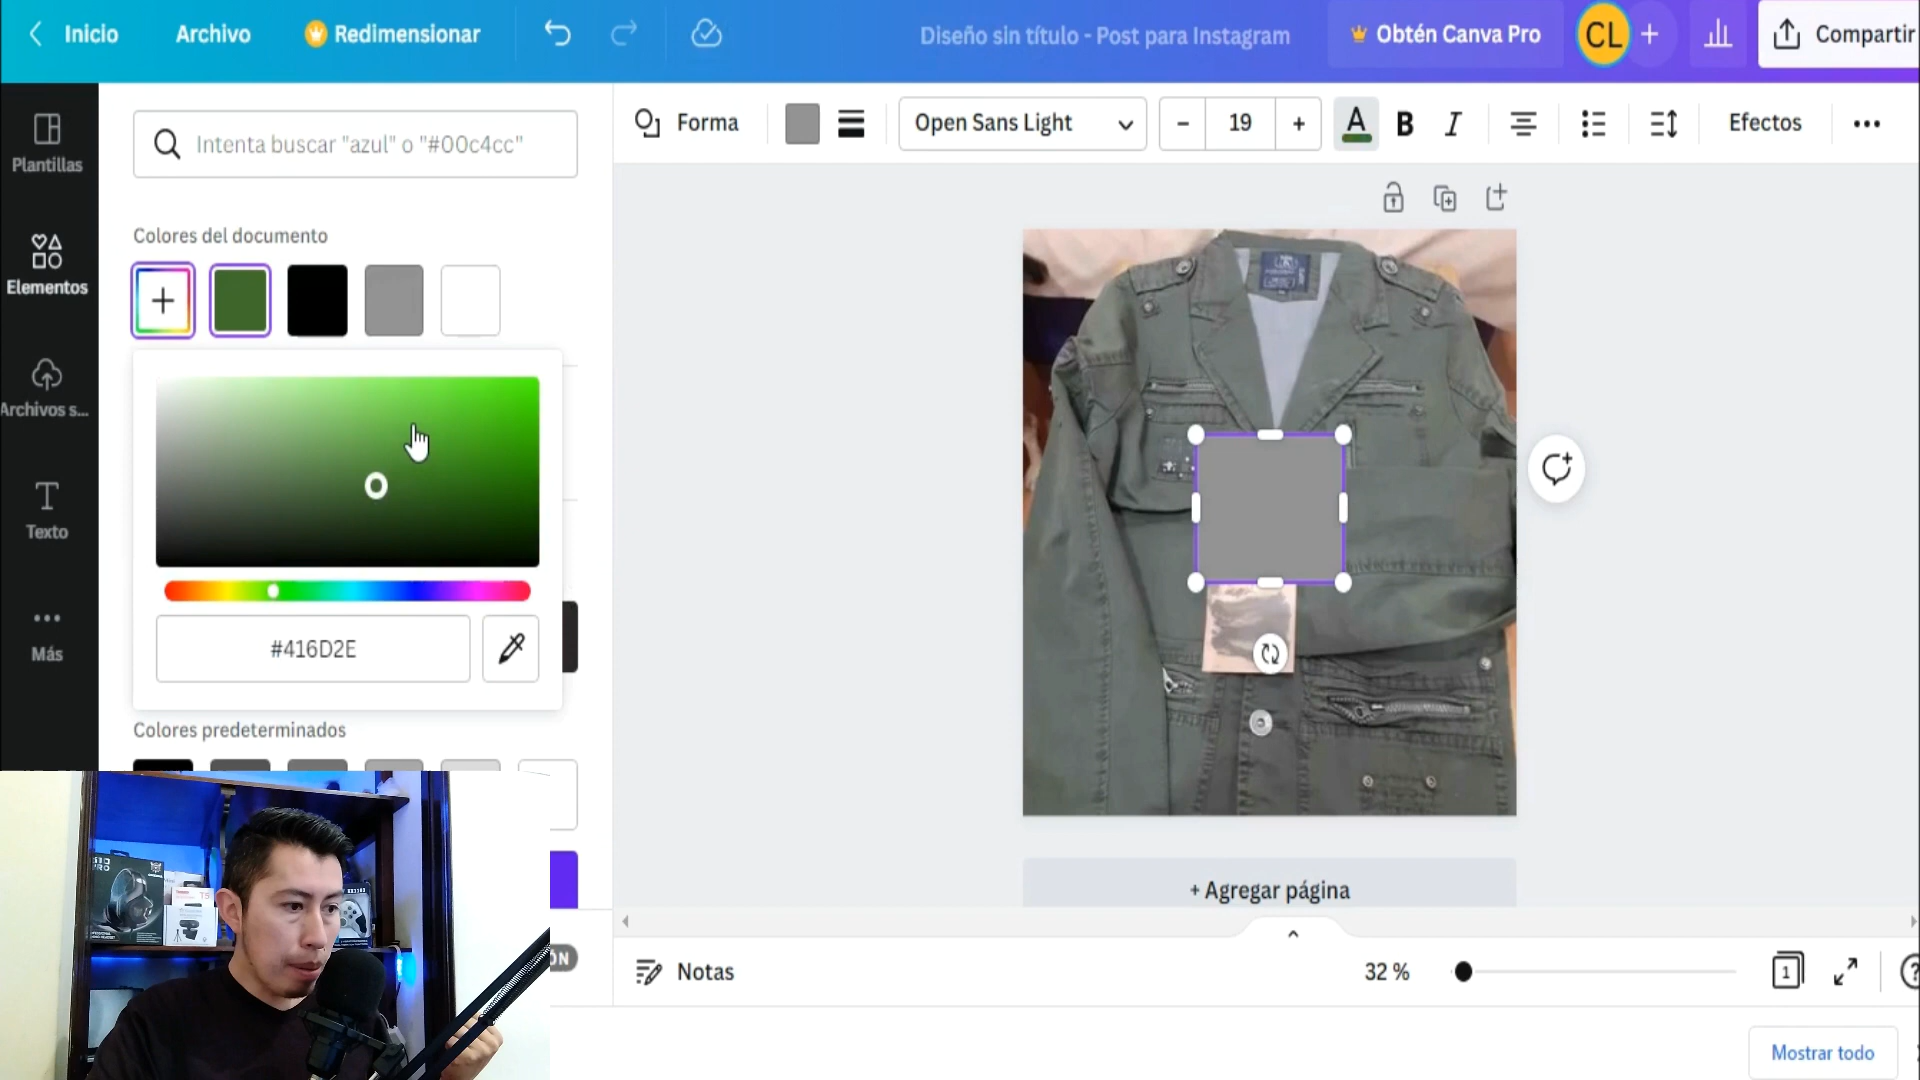 Inicio
Archivo
Redimensionar
Diseño sin título - Post para Instagram
Obtén Canva Pro
CL
Compartir
Plantillas
Elementos
Archivos s...
Texto
Más
Intenta buscar "azul" o "#00c4cc"
Forma
Open Sans Light
19
A
B
I
Efectos
Colores del documento
#416D2E
Colores predeterminados
+ Agregar página
Notas
32 %
1
Mostrar todo